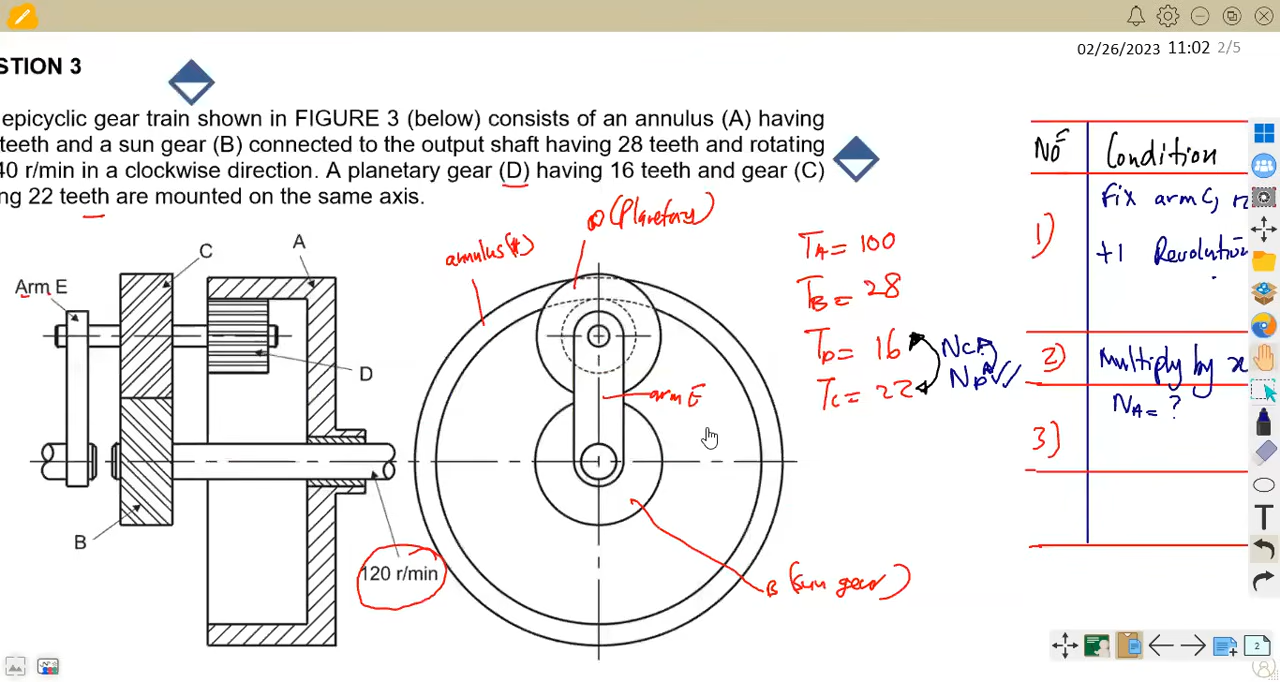 02/26/2023 11:02 2/5
STION 3
epicyclic gear train shown in FIGURE 3 (below) consists of an annulus (A) having
teeth and a sun gear (B) connected to the output shaft having 28 teeth and rotating
40 r/min in a clockwise direction. A planetary gear (D) having 16 teeth and gear (C)
ng 22 teeth are mounted on the same axis.
C
A
Arm E
D
B
120 r/min
annulus(A)
D (Planetary)
arm E
B (sun gear)
TA = 100
TB = 28
TD = 16
TC = 22
NC
ND
No Condition
1) Fix arm C,
+1 Revolution
2) Multiply by x
NA = ?
3)
T
2